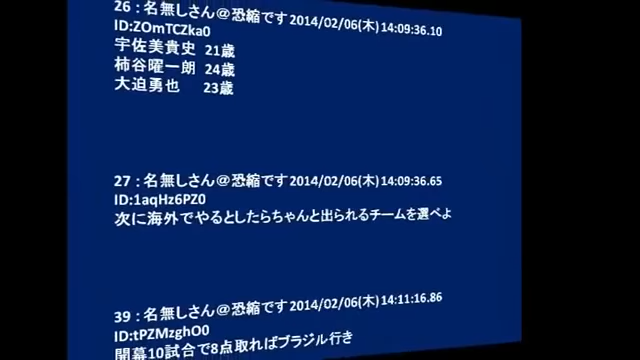 26 : 名無しさん＠恐縮です 2014/02/06(木) 14:09:36.10
ID:ZOmTCZka0
宇佐美貴史 21歳
柿谷曜一朗 24歳
大迫勇也 23歳
27 : 名無しさん＠恐縮です 2014/02/06(木) 14:09:36.65
ID:1aqHz6PZ0
次に海外でやるとしたらちゃんと出られるチームを選べよ
39 : 名無しさん＠恐縮です 2014/02/06(木) 14:11:16.86
ID:tPZMzghO0
開幕10試合で8点取ればブラジル行き